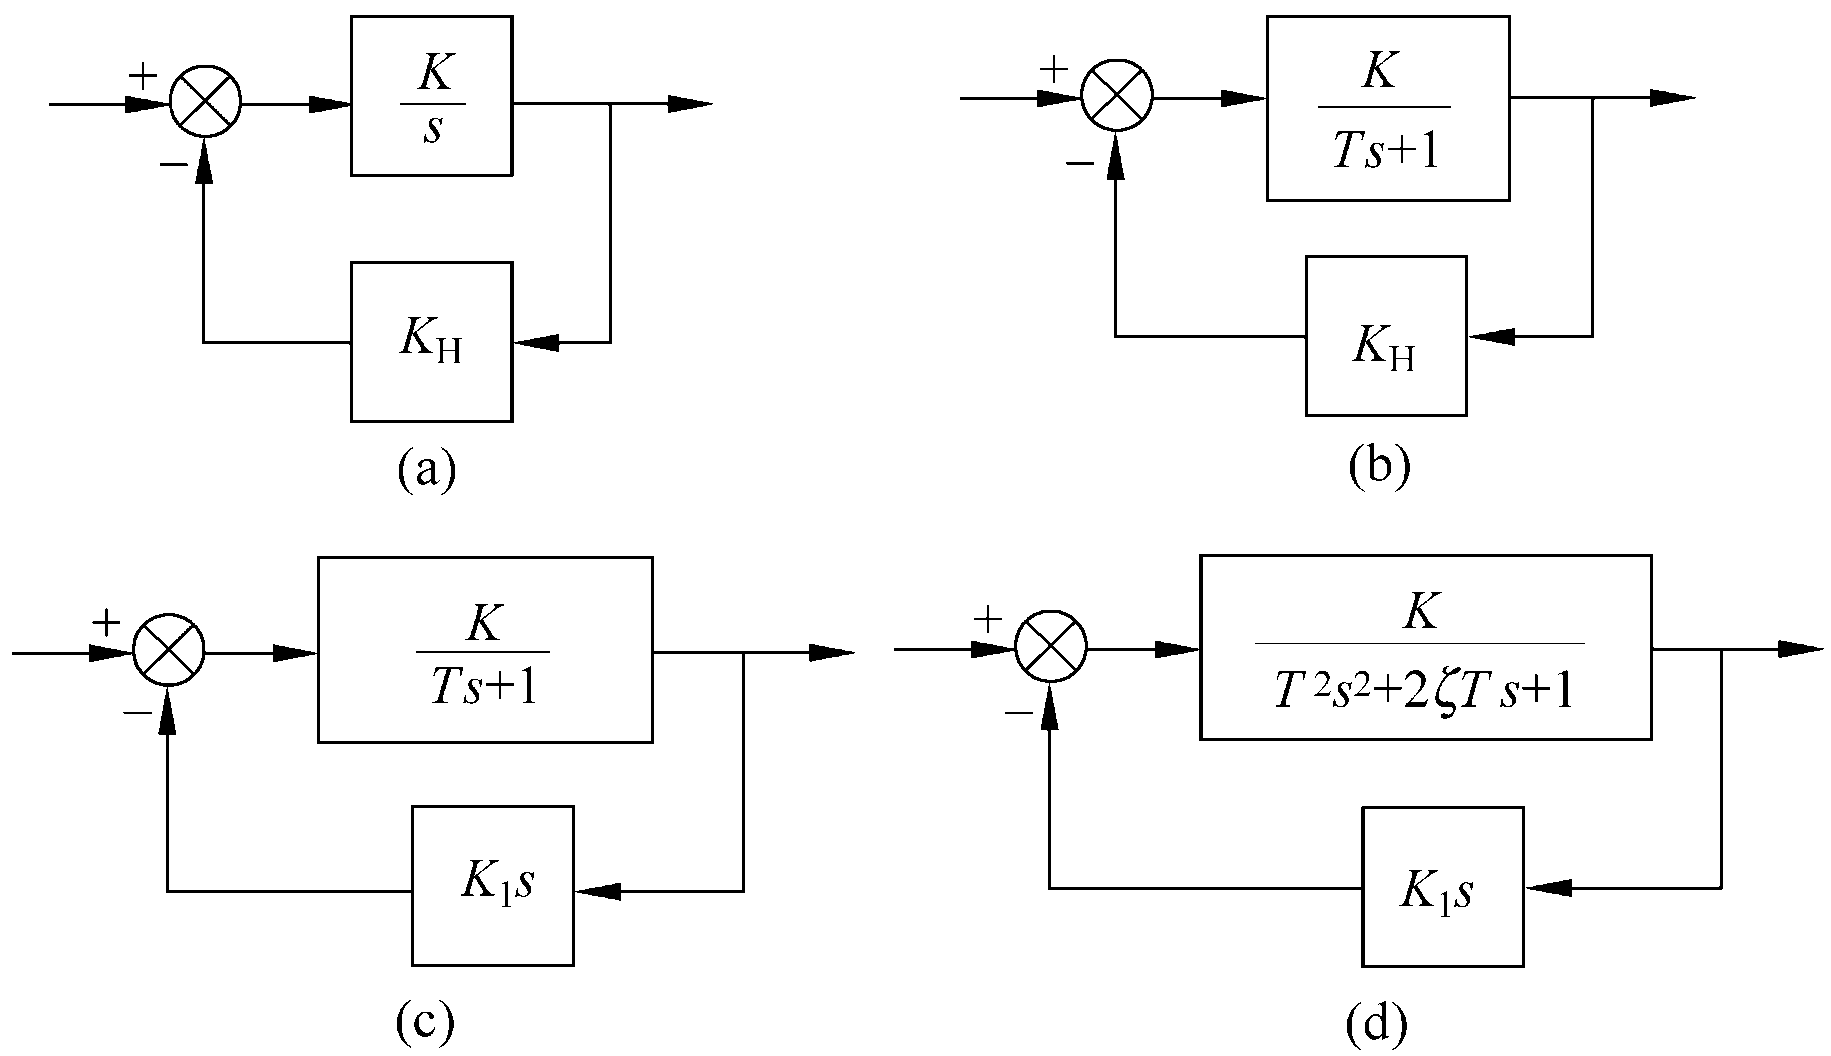 +
K
s
−
K_H
(a)
+
K
Ts+1
−
K_H
(b)
+
K
Ts+1
−
K_1s
(c)
+
K
T^2s^2+2ζTs+1
−
K_1s
(d)